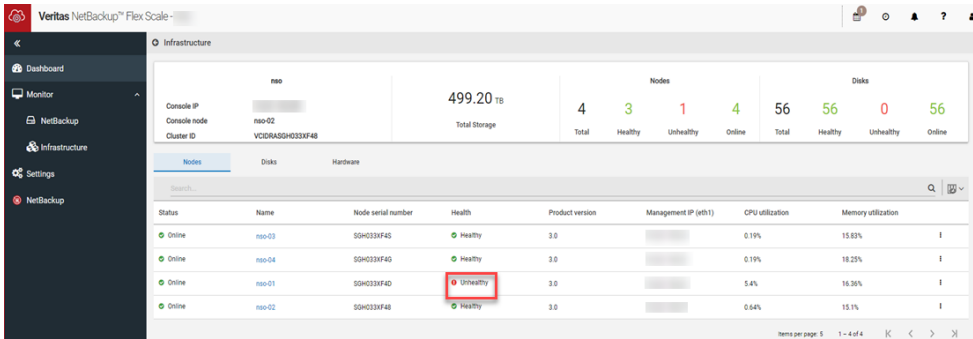 Veritas NetBackup™ Flex Scale -
1
?
Infrastructure
Dashboard
Monitor
NetBackup
Infrastructure
Settings
NetBackup
nso
Console IP
Console node nso-02
Cluster ID VCIDRASGH033XF48
499.20 TB
Total Storage
Nodes
4 3 1 4
Total Healthy Unhealthy Online
Disks
56 56 0 56
Total Healthy Unhealthy Online
Nodes Disks Hardware
Search...
Status Name Node serial number Health Product version Management IP (eth1) CPU utilization Memory utilization
Online nso-03 SGH033XF4S Healthy 3.0 0.19% 15.83%
Online nso-04 SGH033XF4G Healthy 3.0 0.19% 18.25%
Online nso-01 SGH033XF4D Unhealthy 3.0 5.4% 16.36%
Online nso-02 SGH033XF48 Healthy 3.0 0.64% 15.1%
Items per page: 5 1 – 4 of 4